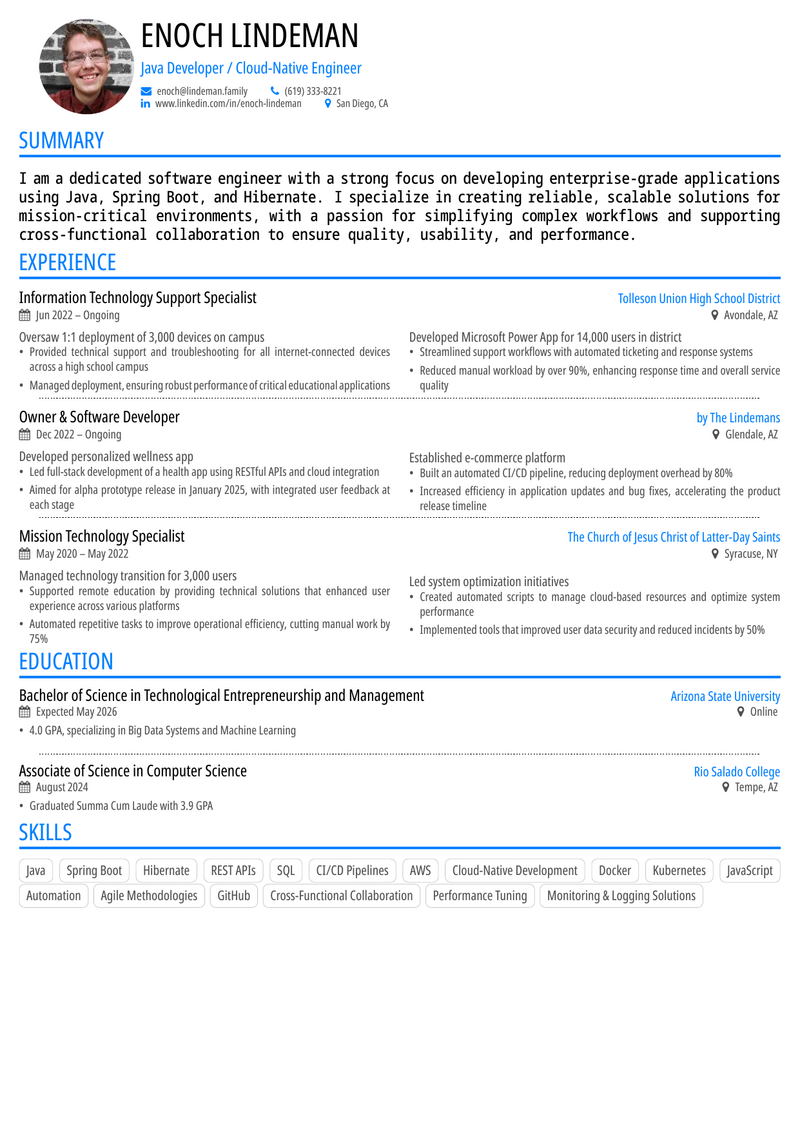 ENOCH LINDEMAN
Java Developer / Cloud-Native Engineer
enoch@lindeman.family (619) 333-8221
www.linkedin.com/in/enoch-lindeman San Diego, CA
SUMMARY
I am a dedicated software engineer with a strong focus on developing enterprise-grade applications
using Java, Spring Boot, and Hibernate. I specialize in creating reliable, scalable solutions for
mission-critical environments, with a passion for simplifying complex workflows and supporting
cross-functional collaboration to ensure quality, usability, and performance.
EXPERIENCE
Information Technology Support Specialist Tolleson Union High School District
Jun 2022 – Ongoing Avondale, AZ
Oversaw 1:1 deployment of 3,000 devices on campus
• Provided technical support and troubleshooting for all internet-connected devices
across a high school campus
• Managed deployment, ensuring robust performance of critical educational applications
Developed Microsoft Power App for 14,000 users in district
• Streamlined support workflows with automated ticketing and response systems
• Reduced manual workload by over 90%, enhancing response time and overall service
quality
Owner & Software Developer by The Lindemans
Dec 2022 – Ongoing Glendale, AZ
Developed personalized wellness app
• Led full-stack development of a health app using RESTful APIs and cloud integration
• Aimed for alpha prototype release in January 2025, with integrated user feedback at
each stage
Established e-commerce platform
• Built an automated CI/CD pipeline, reducing deployment overhead by 80%
• Increased efficiency in application updates and bug fixes, accelerating the product
release timeline
Mission Technology Specialist The Church of Jesus Christ of Latter-Day Saints
May 2020 – May 2022 Syracuse, NY
Managed technology transition for 3,000 users
• Supported remote education by providing technical solutions that enhanced user
experience across various platforms
• Automated repetitive tasks to improve operational efficiency, cutting manual work by
75%
Led system optimization initiatives
• Created automated scripts to manage cloud-based resources and optimize system
performance
• Implemented tools that improved user data security and reduced incidents by 50%
EDUCATION
Bachelor of Science in Technological Entrepreneurship and Management Arizona State University
Expected May 2026 Online
• 4.0 GPA, specializing in Big Data Systems and Machine Learning
Associate of Science in Computer Science Rio Salado College
August 2024 Tempe, AZ
• Graduated Summa Cum Laude with 3.9 GPA
SKILLS
Java Spring Boot Hibernate REST APIs SQL CI/CD Pipelines AWS Cloud-Native Development Docker Kubernetes JavaScript
Automation Agile Methodologies GitHub Cross-Functional Collaboration Performance Tuning Monitoring & Logging Solutions